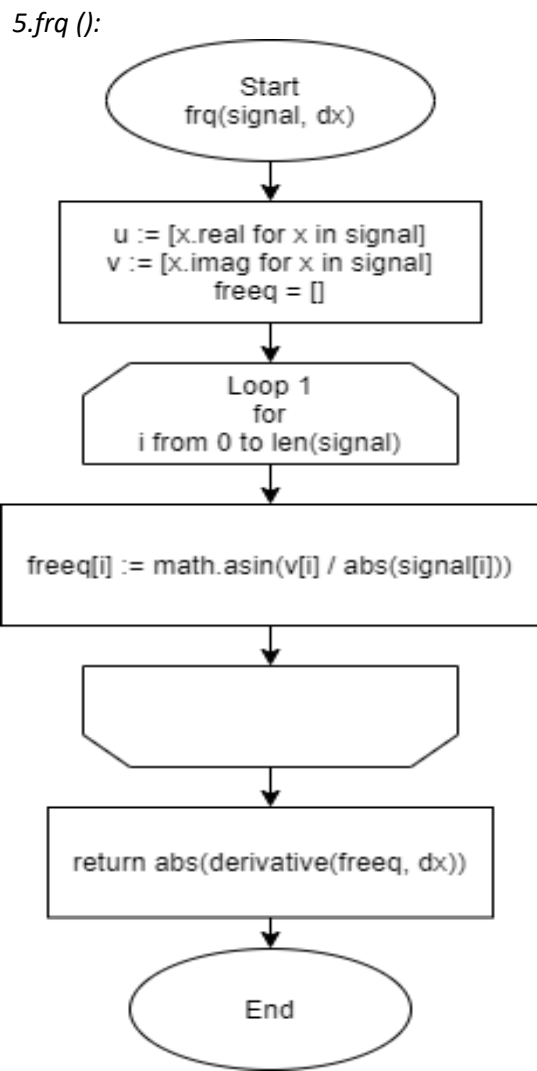 5.frq ():
Start
frq(signal, dx)
u := [x.real for x in signal]
v := [x.imag for x in signal]
freeq = []
Loop 1
for
i from 0 to len(signal)
freeq[i] := math.asin(v[i] / abs(signal[i]))
return abs(derivative(freeq, dx))
End